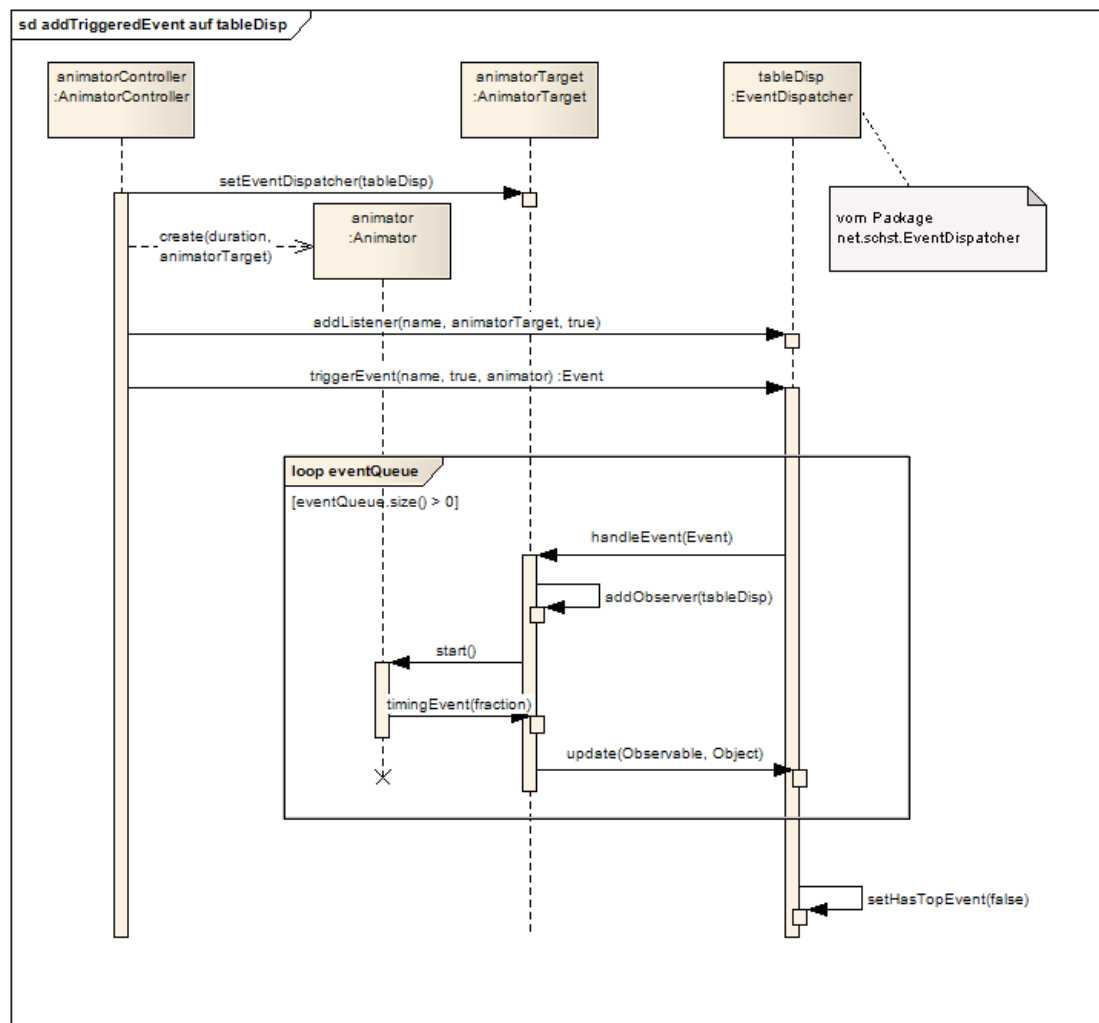 sd addTriggeredEvent auf tableDisp
animatorController
:AnimatorController
animatorTarget
:AnimatorTarget
tableDisp
:EventDispatcher
setEventDispatcher(tableDisp)
vom Package
net.schst.EventDispatcher
animator
:Animator
create(duration,
animatorTarget)
addListener(name, animatorTarget, true)
triggerEvent(name, true, animator) :Event
loop eventQueue
[eventQueue.size() > 0]
handleEvent(Event)
addObserver(tableDisp)
start()
timingEvent(fraction)
update(Observable, Object)
setHasTopEvent(false)